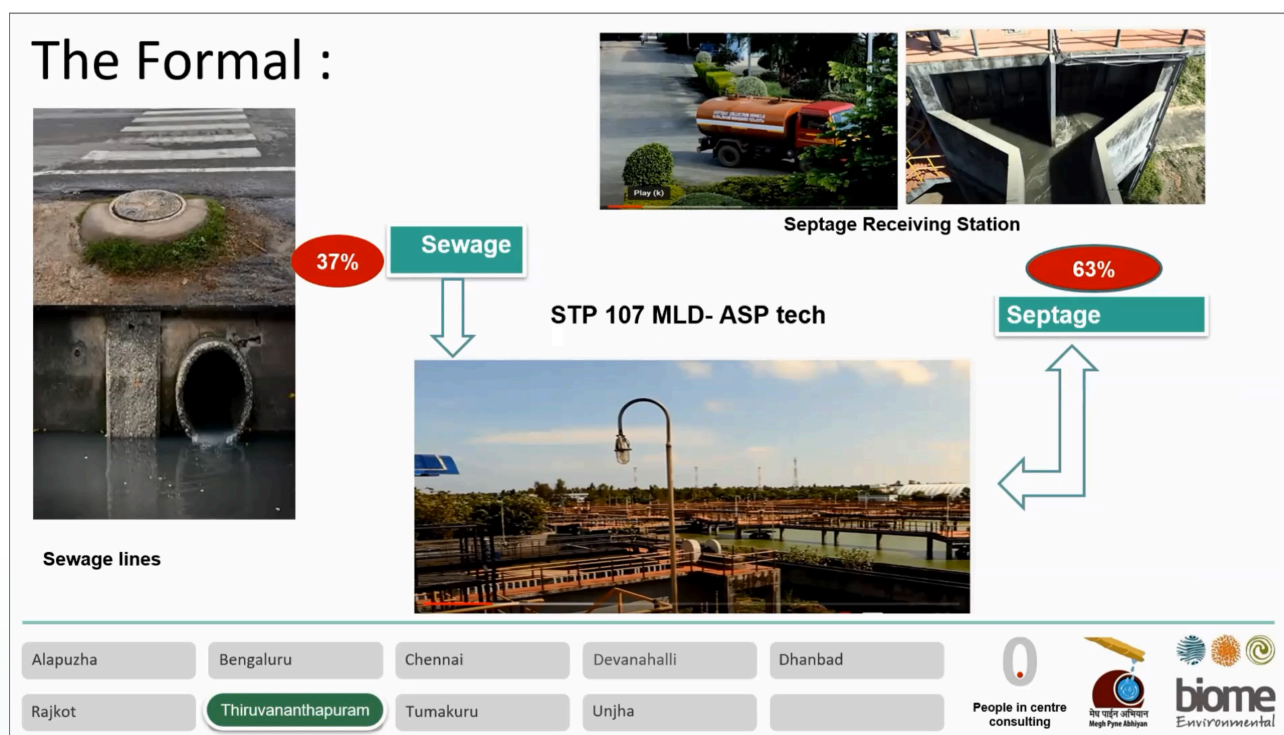 The Formal :
Play (k)
Septage Receiving Station
37%
Sewage
63%
Septage
STP 107 MLD- ASP tech
Sewage lines
Alapuzha
Bengaluru
Chennai
Devanahalli
Dhanbad
Rajkot
Thiruvananthapuram
Tumakuru
Unjha
People in centre
consulting
मेघ पाईन अभियान
Megh Pyne Abhiyan
biome
Environmental